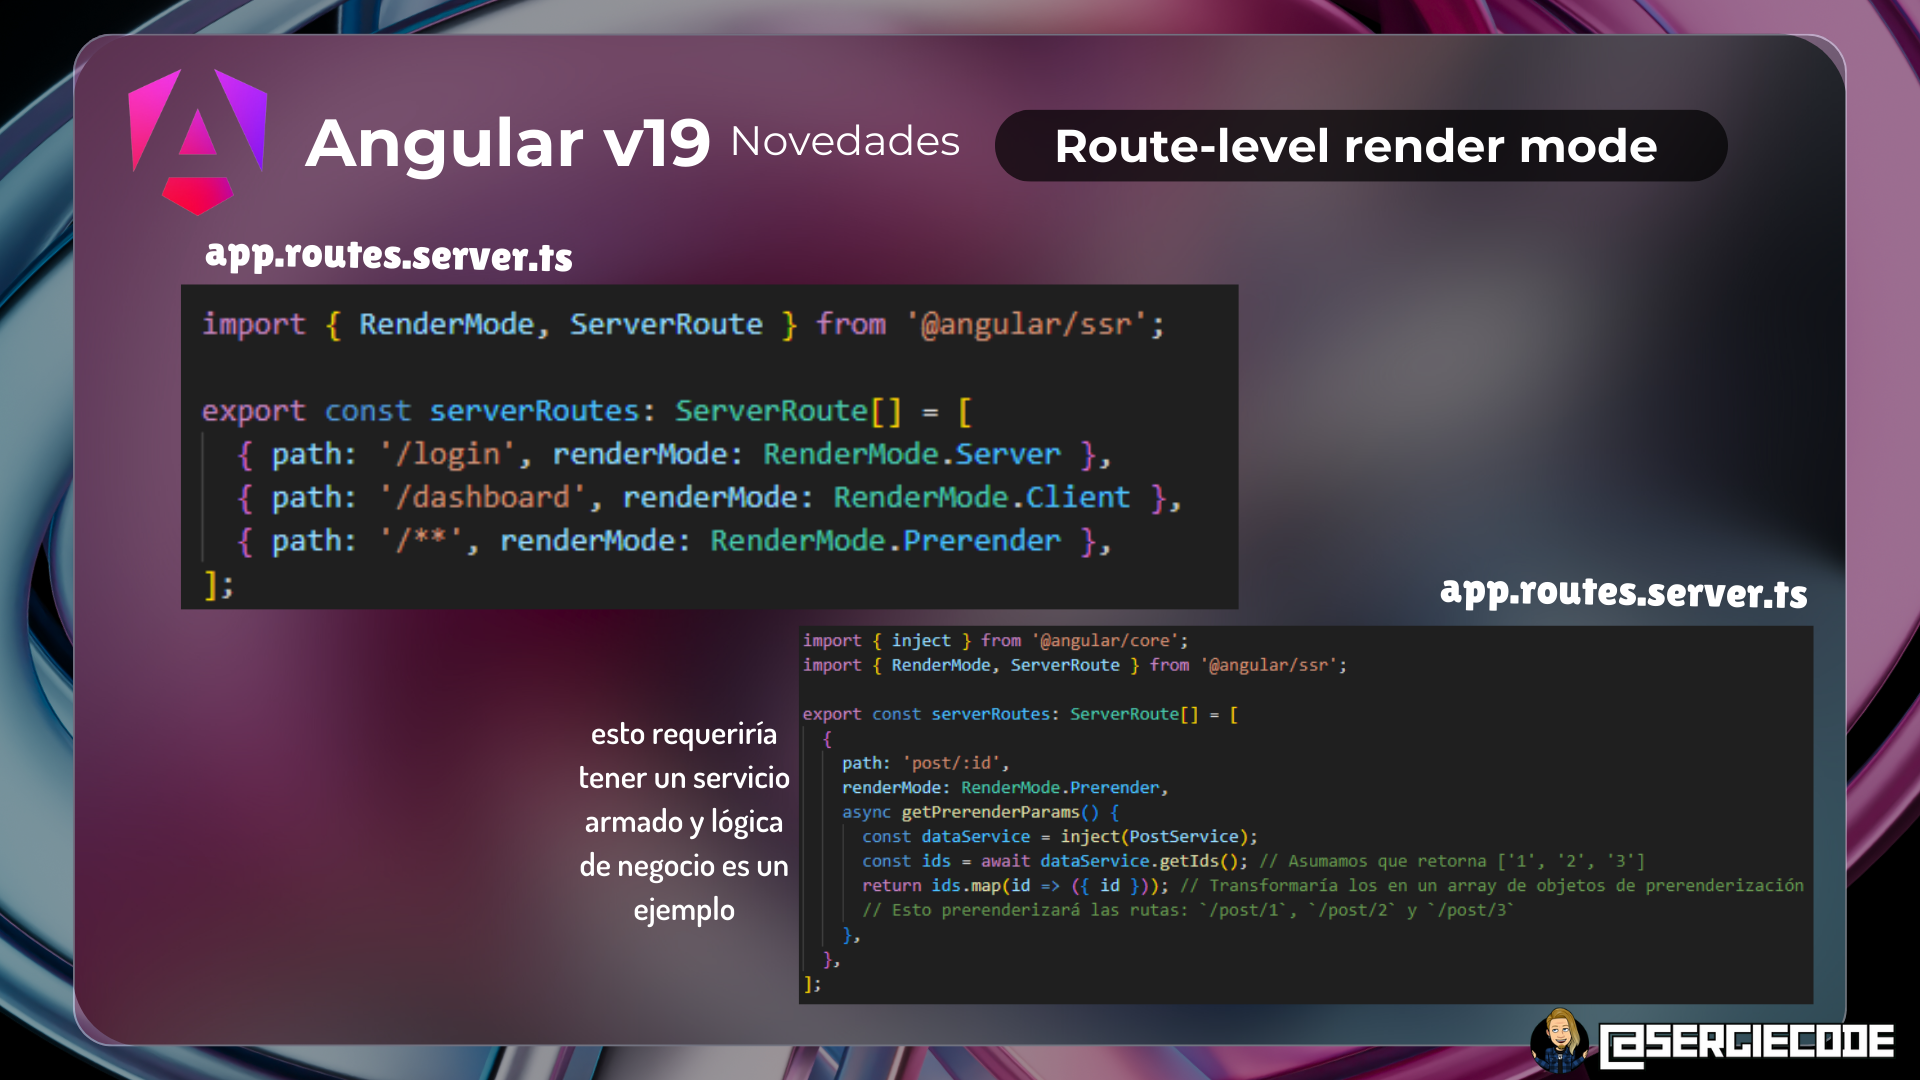 Angular v19 Novedades
Route-level render mode
app.routes.server.ts
import { RenderMode, ServerRoute } from '@angular/ssr';
export const serverRoutes: ServerRoute[] = [
{ path: '/login', renderMode: RenderMode.Server },
{ path: '/dashboard', renderMode: RenderMode.Client },
{ path: '/**', renderMode: RenderMode.Prerender },
];
app.routes.server.ts
import { inject } from '@angular/core';
import { RenderMode, ServerRoute } from '@angular/ssr';
export const serverRoutes: ServerRoute[] = [
{
path: 'post/:id',
renderMode: RenderMode.Prerender,
async getPrerenderParams() {
const dataService = inject(PostService);
const ids = await dataService.getIds(); // Asumamos que retorna ['1', '2', '3']
return ids.map(id => ({ id })); // Transformaría los en un array de objetos de prerenderización
// Esto prerenderizará las rutas: `/post/1`, `/post/2` y `/post/3`
},
},
];
esto requeriría
tener un servicio
armado y lógica
de negocio es un
ejemplo
@SERGIECODE